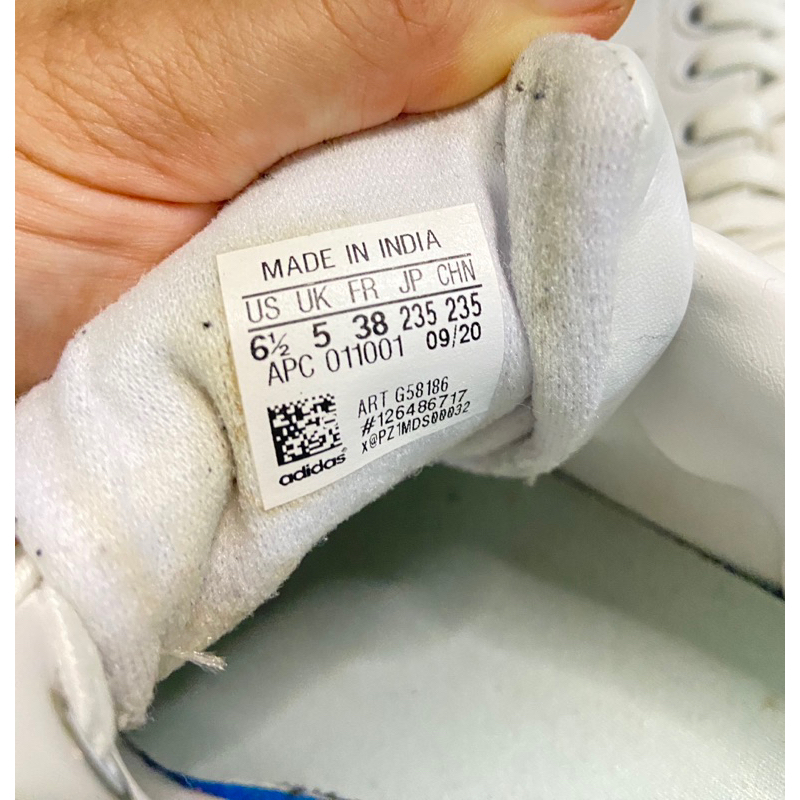 MADE IN INDIA
US UK FR JP CHN
6½ 5 38 235 235
APC 011001 09/20
ART G58186
#126486717
x@PZ1MDS00032
adidas®